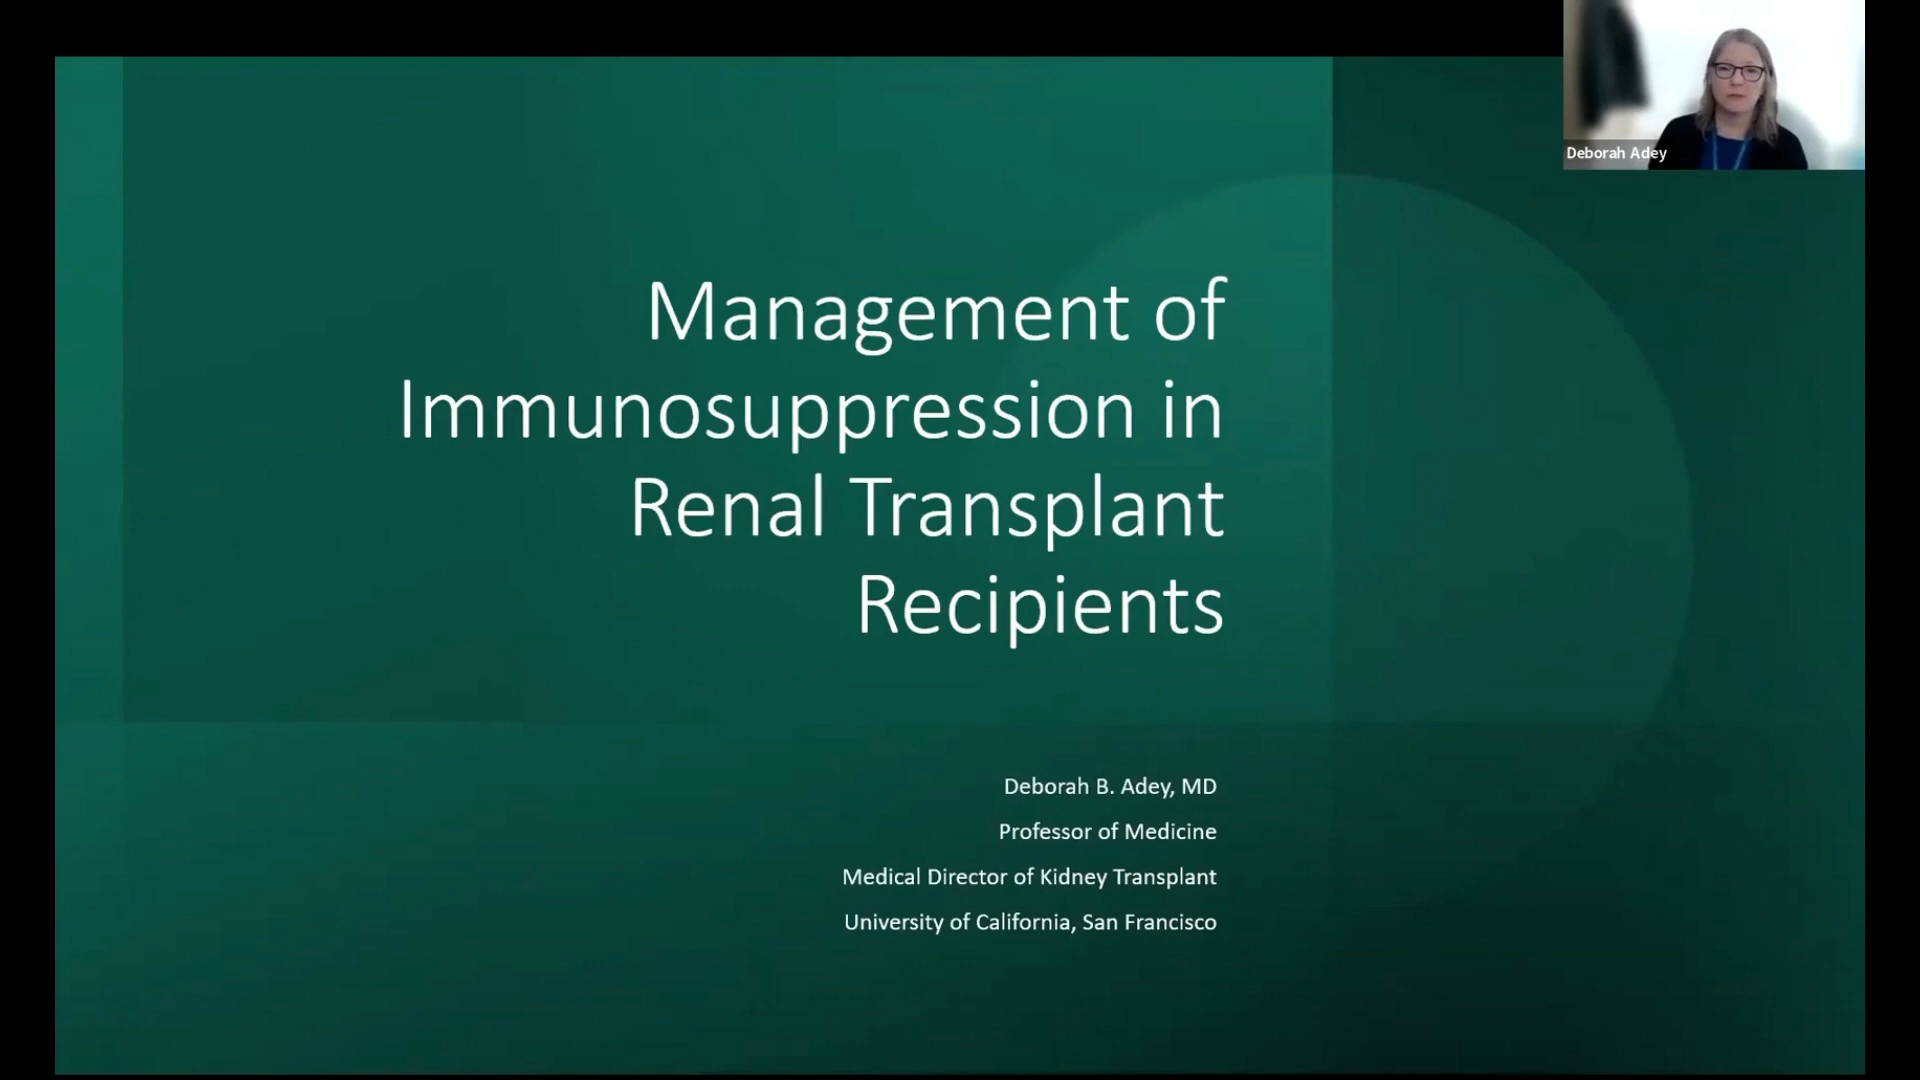 Deborah Adey
Management of
Immunosuppression in
Renal Transplant
Recipients
Deborah B. Adey, MD
Professor of Medicine
Medical Director of Kidney Transplant
University of California, San Francisco